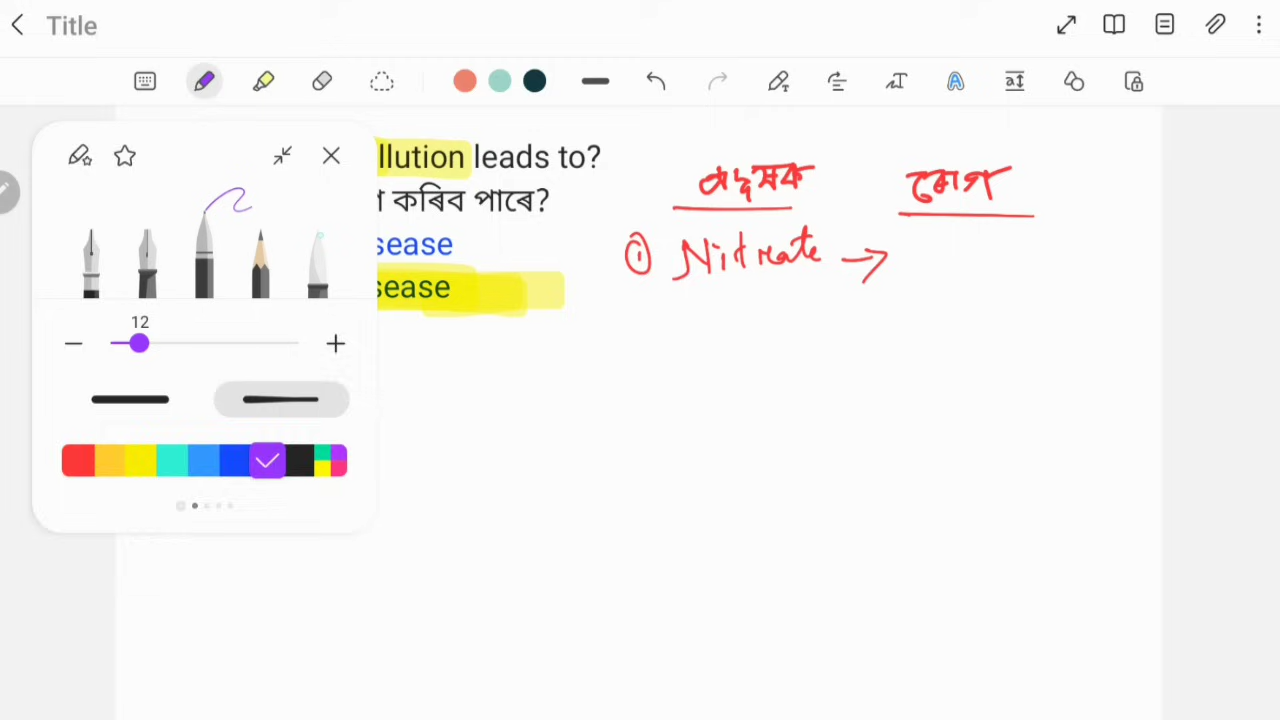 Title
llution leads to?
ণ কৰিব পাৰে?
sease
sease
প্ৰদূষক ৰোগ
① Nitrate →
12